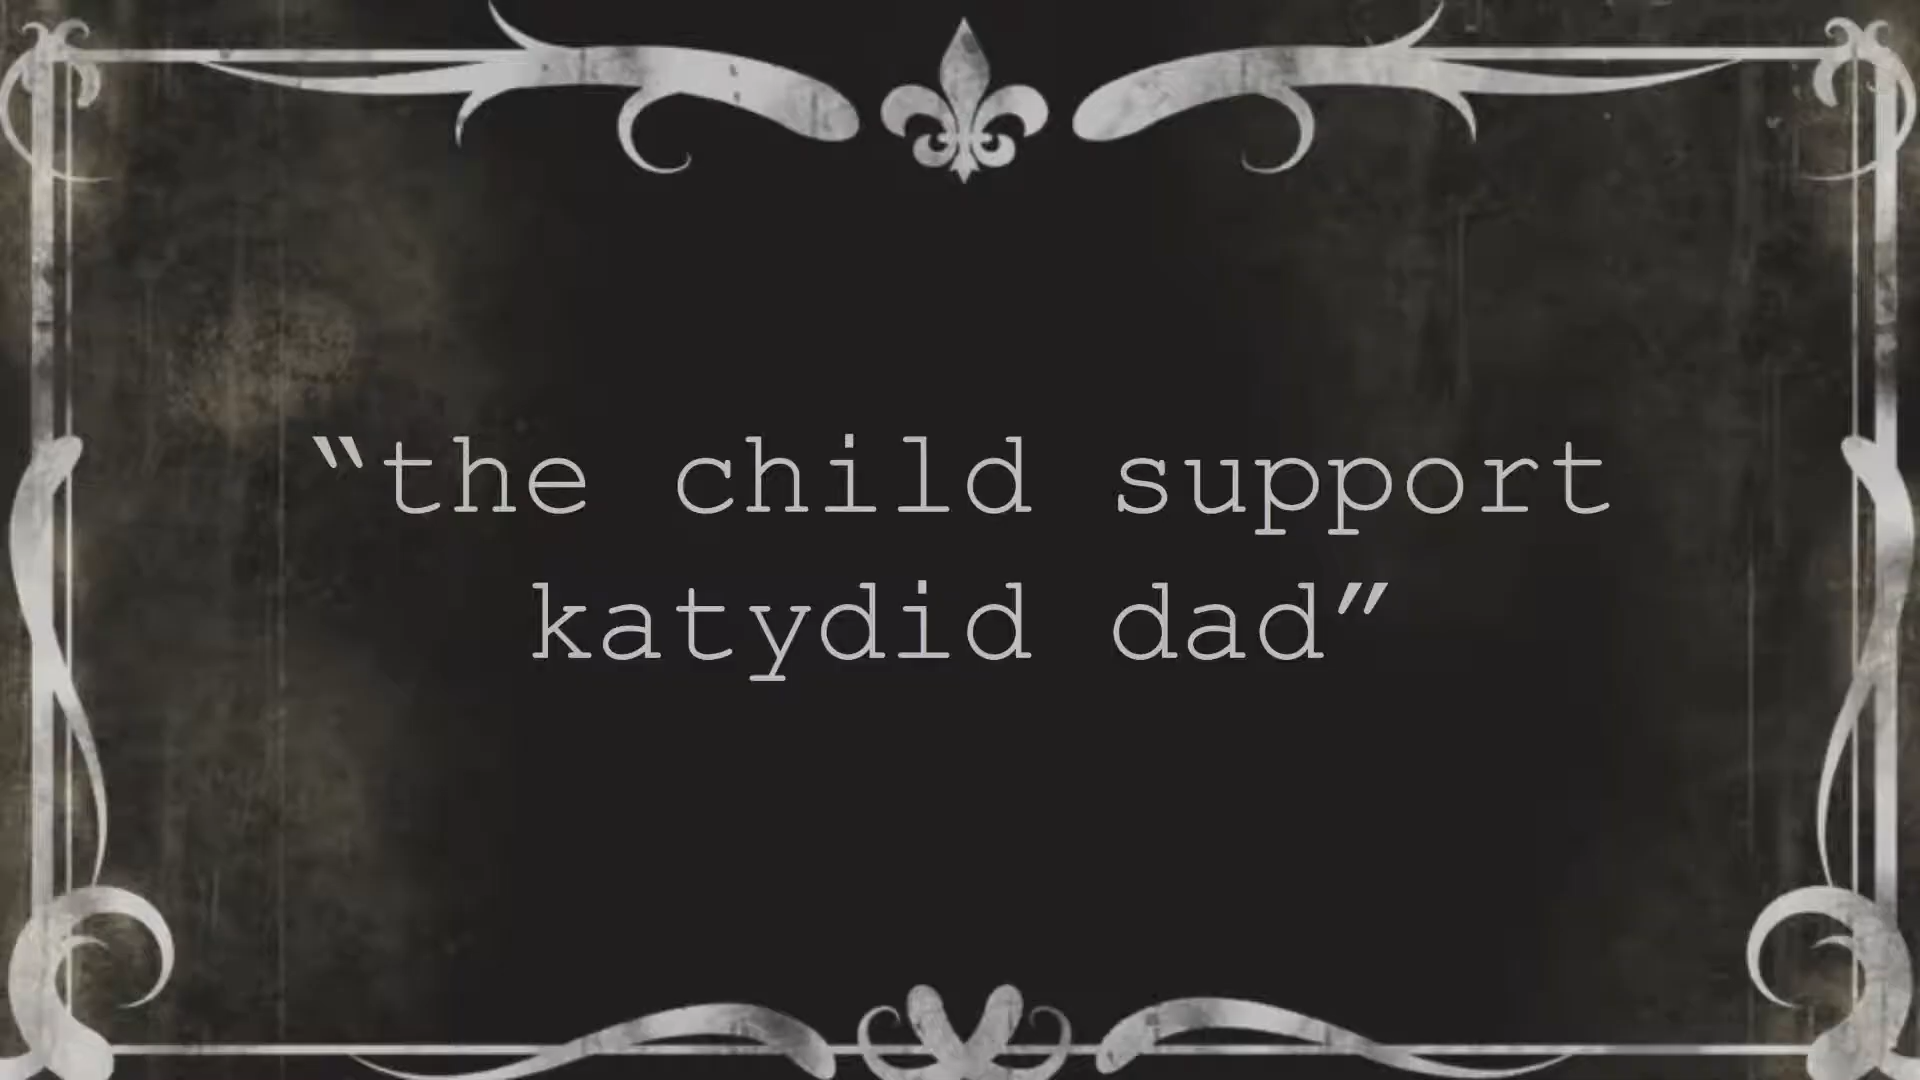 “the child support
katydid dad”